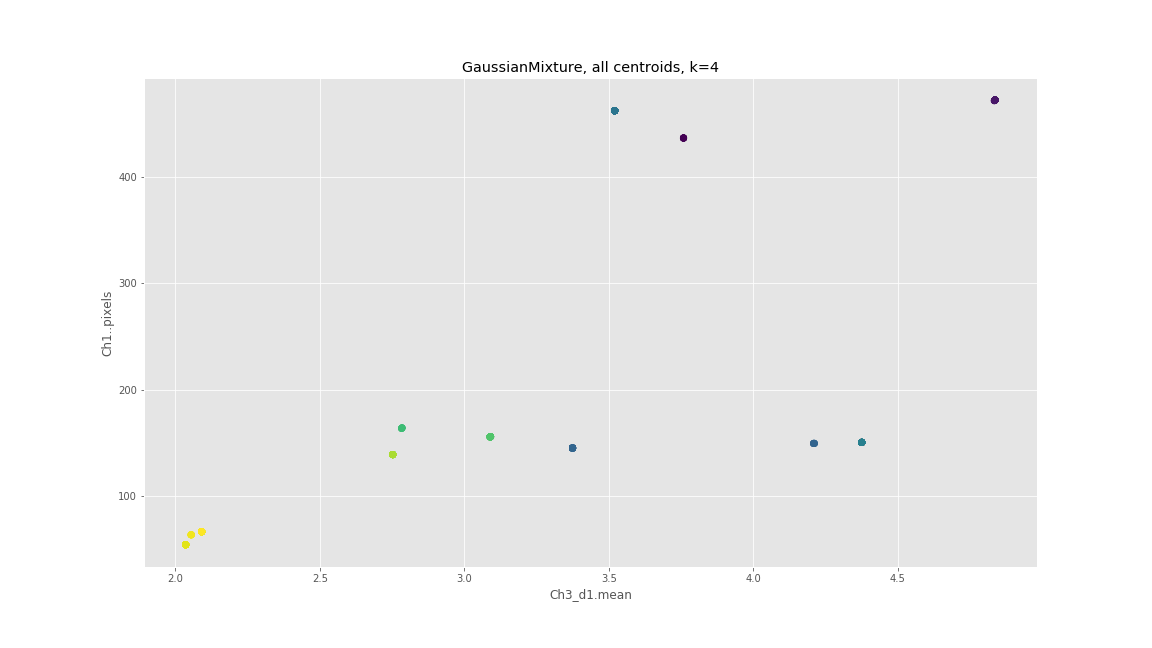 GaussianMixture, all centroids, k=4
400
300
200
100
Ch1..pixels
2.0 2.5 3.0 3.5 4.0 4.5
Ch3_d1.mean